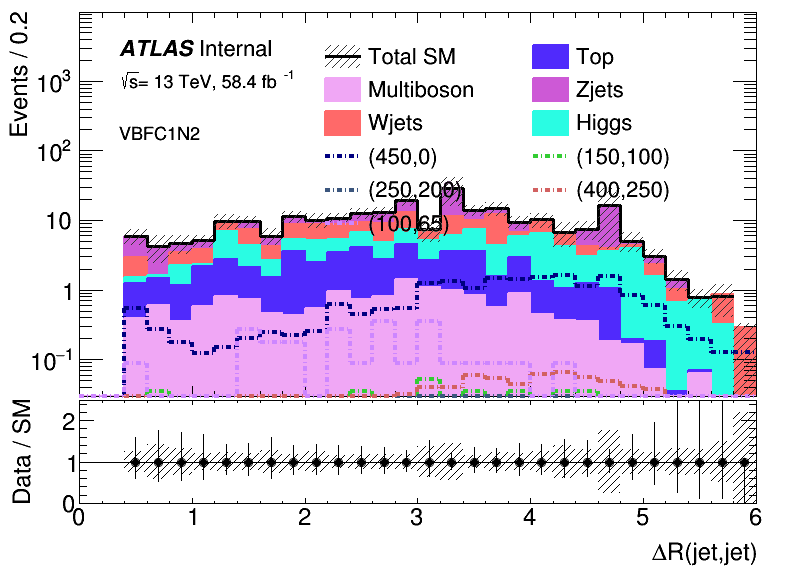 Events / 0.2
10³
10²
10
1
10⁻¹
ATLAS Internal
√s= 13 TeV, 58.4 fb⁻¹
VBFC1N2
Total SM
Top
Multiboson
Zjets
Wjets
Higgs
(450,0)
(150,100)
(250,200)
(400,250)
(100,65)
Data / SM
2
1
0
0 1 2 3 4 5 6
ΔR(jet,jet)